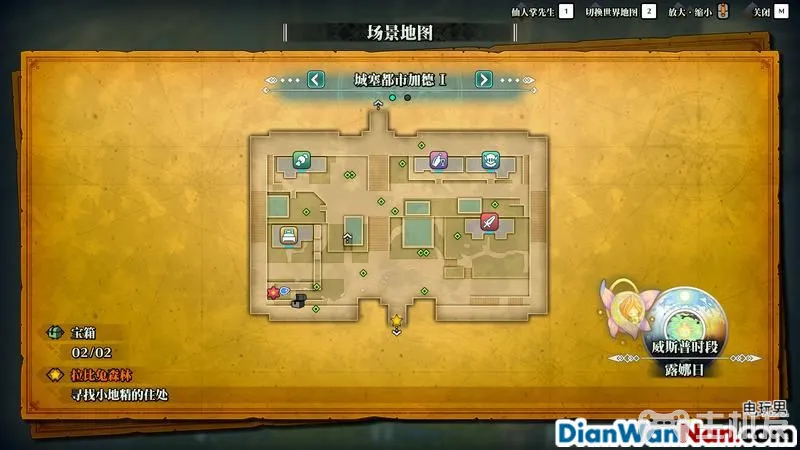 仙人掌先生 1 切换世界地图 2 放大·缩小 关闭 M
场景地图
城塞都市加德 I
宝箱
02/02
拉比兔森林
寻找小地精的住处
威斯普时段
露娜日
电玩男
DianWanNan.com